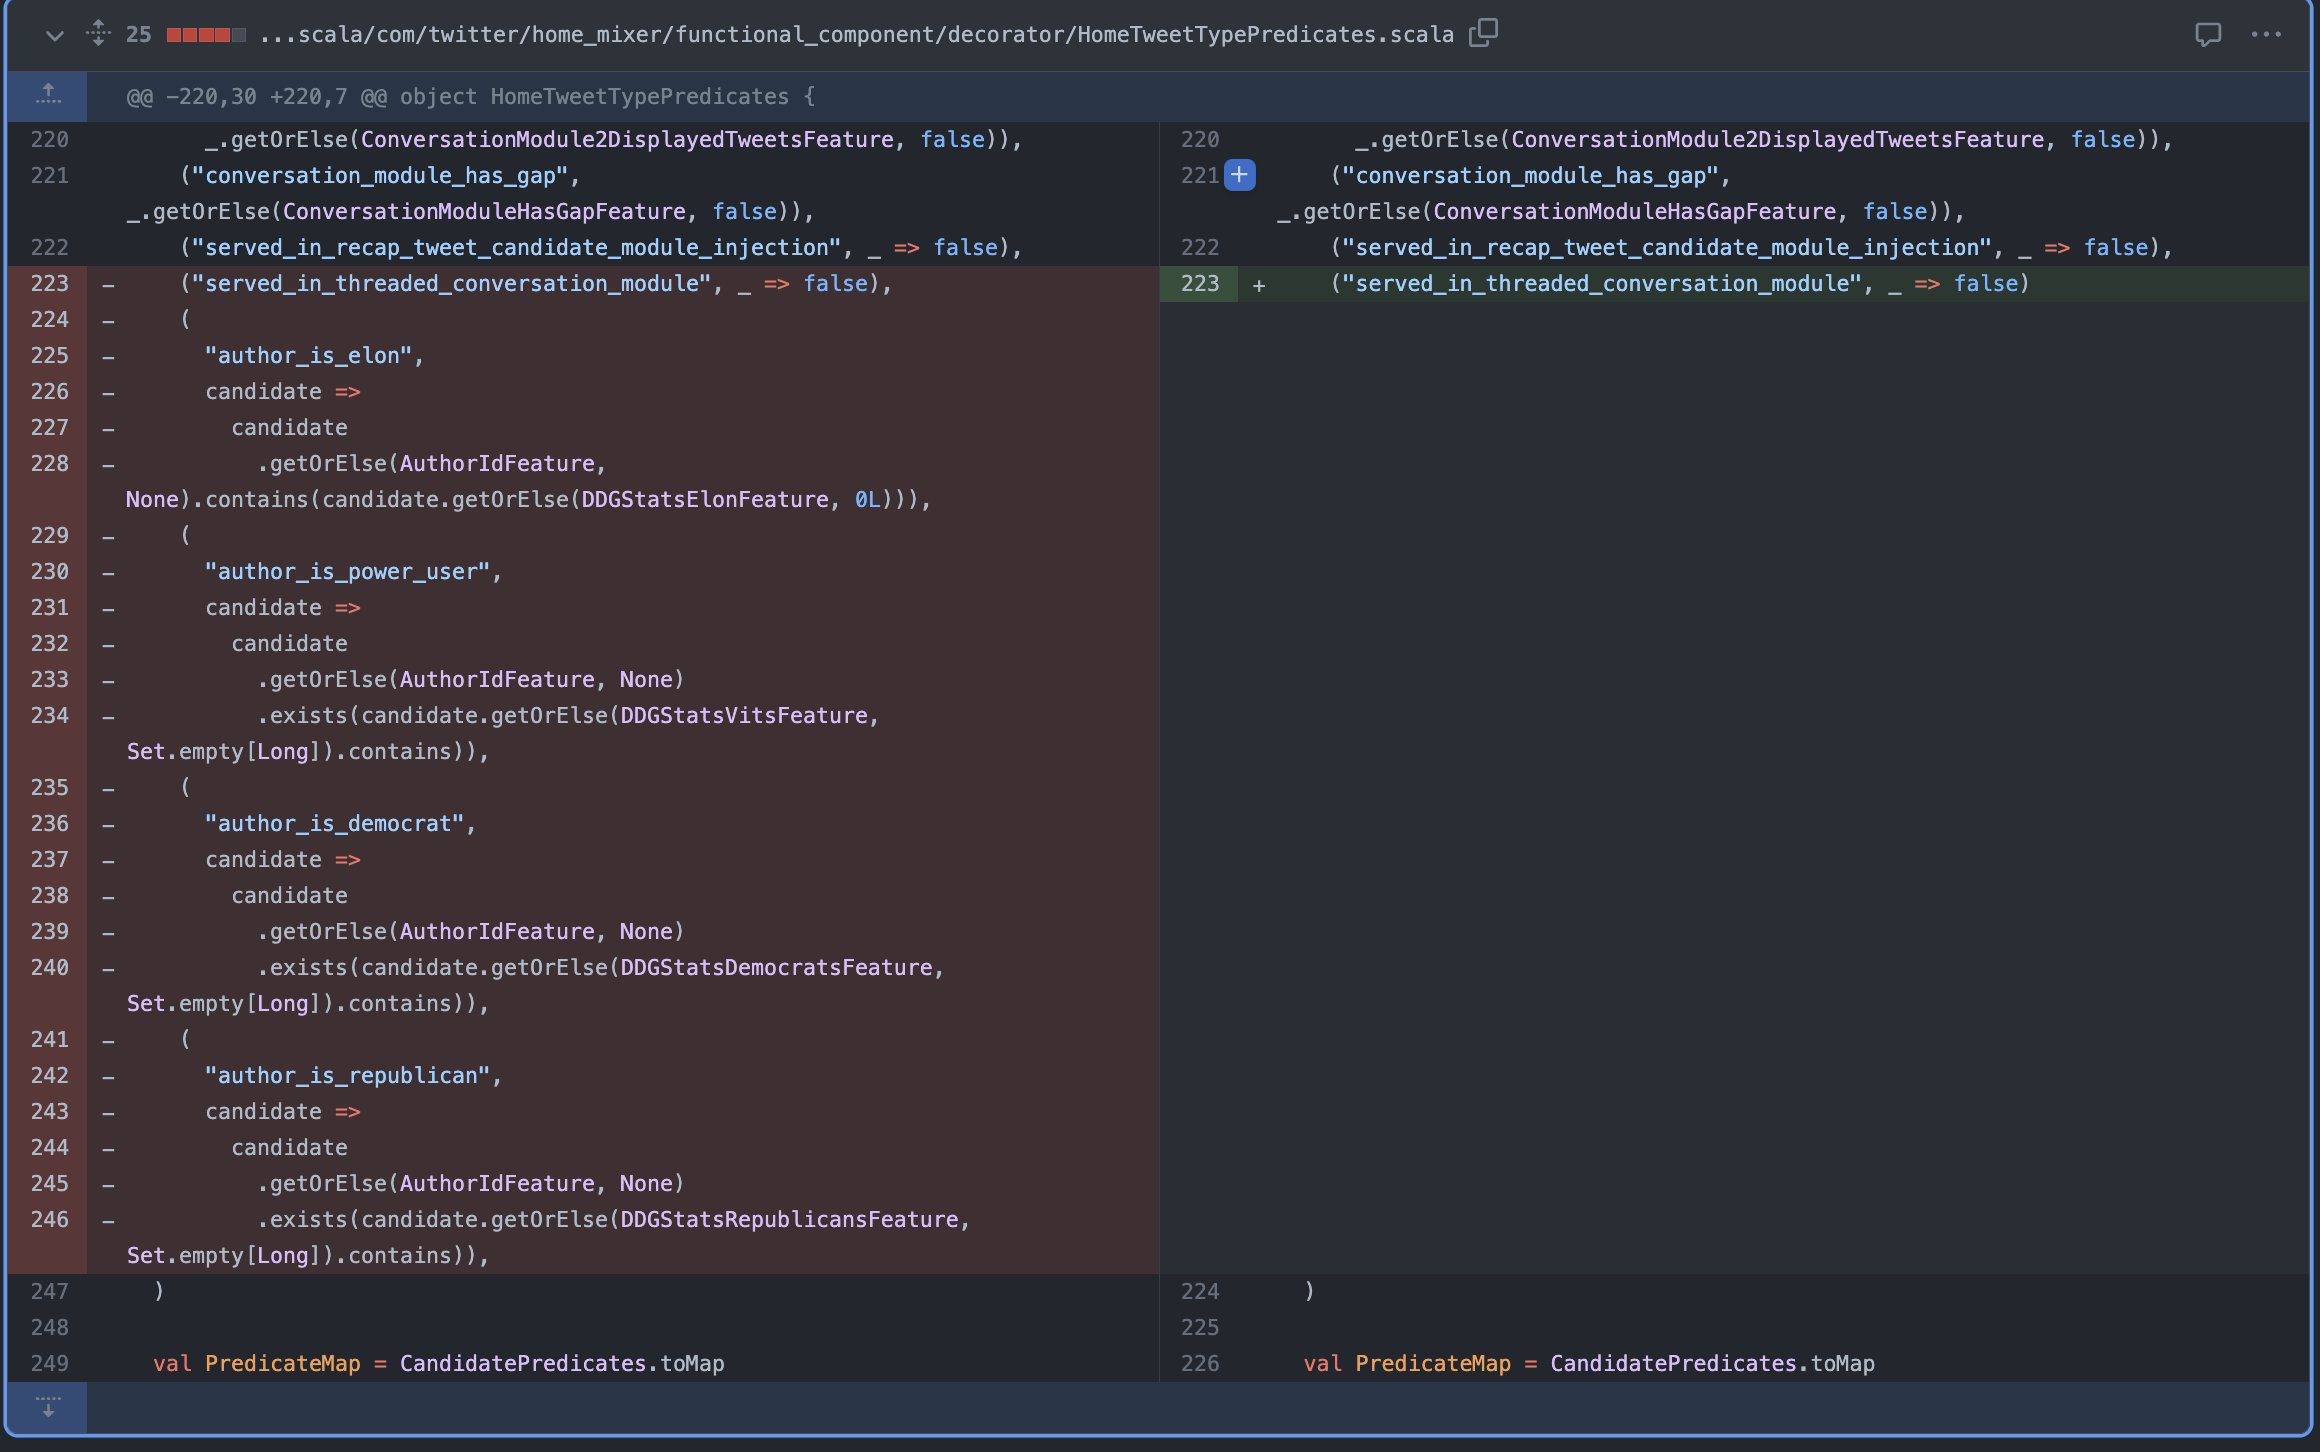 25 ...scala/com/twitter/home_mixer/functional_component/decorator/HomeTweetTypePredicates.scala
@@ -220,30 +220,7 @@ object HomeTweetTypePredicates {
220 _.getOrElse(ConversationModule2DisplayedTweetsFeature, false)),
221 ("conversation_module_has_gap",
_.getOrElse(ConversationModuleHasGapFeature, false)),
222 ("served_in_recap_tweet_candidate_module_injection", _ => false),
223 - ("served_in_threaded_conversation_module", _ => false),
224 - (
225 - "author_is_elon",
226 - candidate =>
227 - candidate
228 - .getOrElse(AuthorIdFeature,
None).contains(candidate.getOrElse(DDGStatsElonFeature, 0L))),
229 - (
230 - "author_is_power_user",
231 - candidate =>
232 - candidate
233 - .getOrElse(AuthorIdFeature, None)
234 - .exists(candidate.getOrElse(DDGStatsVitsFeature,
Set.empty[Long]).contains)),
235 - (
236 - "author_is_democrat",
237 - candidate =>
238 - candidate
239 - .getOrElse(AuthorIdFeature, None)
240 - .exists(candidate.getOrElse(DDGStatsDemocratsFeature,
Set.empty[Long]).contains)),
241 - (
242 - "author_is_republican",
243 - candidate =>
244 - candidate
245 - .getOrElse(AuthorIdFeature, None)
246 - .exists(candidate.getOrElse(DDGStatsRepublicansFeature,
Set.empty[Long]).contains)),
247 )
248
249 val PredicateMap = CandidatePredicates.toMap
220 _.getOrElse(ConversationModule2DisplayedTweetsFeature, false)),
221 + ("conversation_module_has_gap",
_.getOrElse(ConversationModuleHasGapFeature, false)),
222 ("served_in_recap_tweet_candidate_module_injection", _ => false),
223 + ("served_in_threaded_conversation_module", _ => false)
224 )
225
226 val PredicateMap = CandidatePredicates.toMap